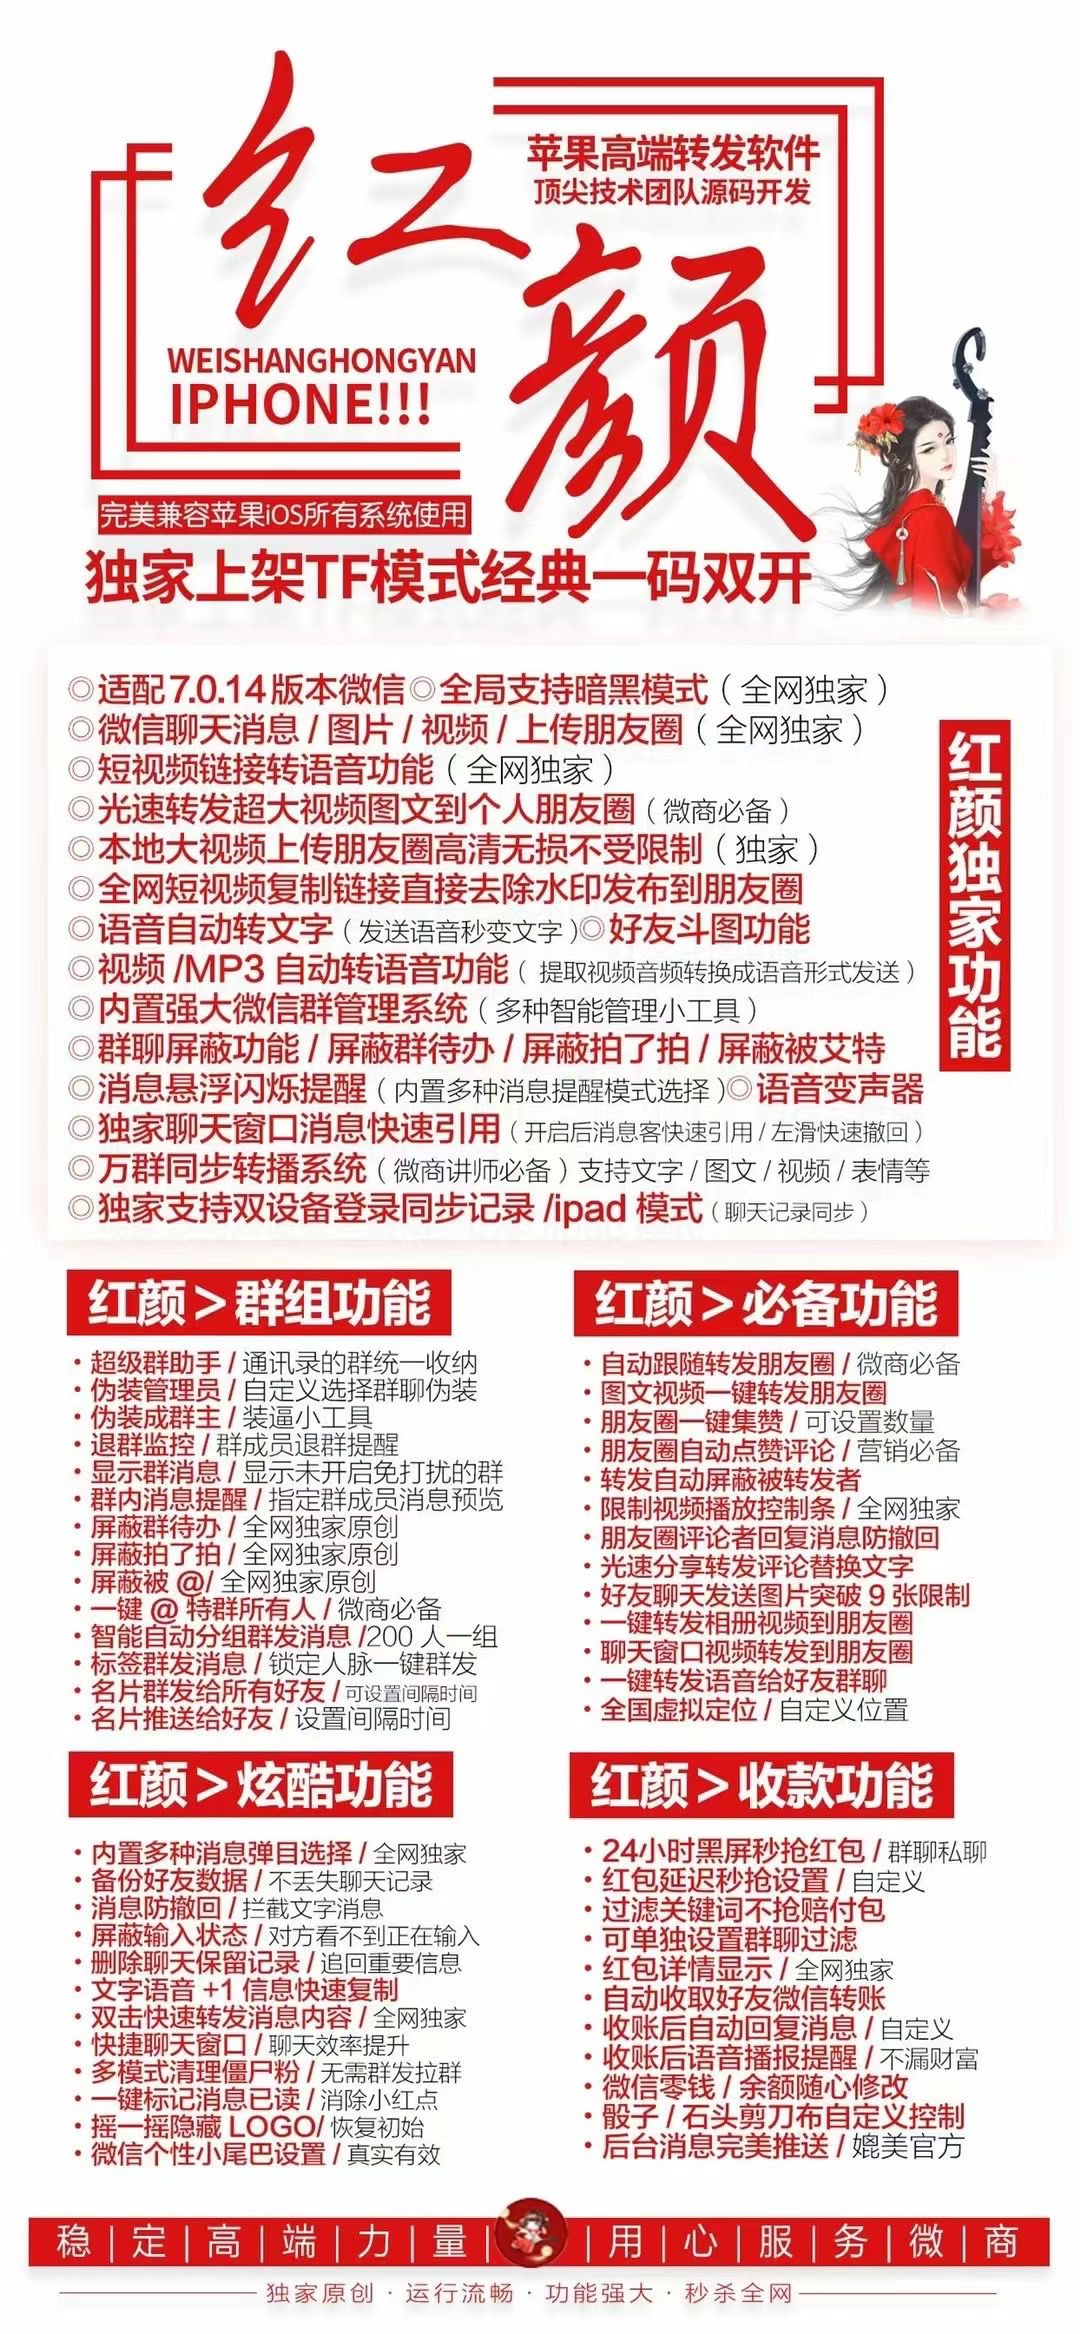 红颜
苹果高端转发软件
顶尖技术团队源码开发
WEISHANGHONGYAN
IPHONE!!!
完美兼容苹果iOS所有系统使用
独家上架TF模式经典一码双开
红颜独家功能
◎适配7.0.14版本微信◎全局支持暗黑模式（全网独家）
◎微信聊天消息/图片/视频/上传朋友圈（全网独家）
◎短视频链接转语音功能（全网独家）
◎光速转发超大视频图文到个人朋友圈（微商必备）
◎本地大视频上传朋友圈高清无损不受限制（独家）
◎全网短视频复制链接直接去除水印发布到朋友圈
◎语音自动转文字（发送语音秒变文字）◎好友斗图功能
◎视频/MP3自动转语音功能（提取视频音频转换成语音形式发送）
◎内置强大微信群管理系统（多种智能管理小工具）
◎群聊屏蔽功能/屏蔽群待办/屏蔽拍了拍/屏蔽被艾特
◎消息悬浮闪烁提醒（内置多种消息提醒模式选择）◎语音变声器
◎独家聊天窗口消息快速引用（开启后消息客快速引用/左滑快速撤回）
◎万群同步转播系统（微商讲师必备）支持文字/图文/视频/表情等
◎独家支持双设备登录同步记录/ipad模式（聊天记录同步）
红颜>群组功能
·超级群助手/通讯录的群统一收纳
·伪装管理员/自定义选择群聊伪装
·伪装成群主/装逼小工具
·退群监控/群成员退群提醒
·显示群消息/显示未开启免打扰的群
·群内消息提醒/指定群成员消息预览
·屏蔽群待办/全网独家原创
·屏蔽拍了拍/全网独家原创
·屏蔽被@/全网独家原创
·一键@特群所有人/微商必备
·智能自动分组群发消息/200人一组
·标签群发消息/锁定人脉一键群发
·名片群发给所有好友/可设置间隔时间
·名片推送给好友/设置间隔时间
红颜>必备功能
·自动跟随转发朋友圈/微商必备
·图文视频一键转发朋友圈
·朋友圈一键集赞/可设置数量
·朋友圈自动点赞评论/营销必备
·转发自动屏蔽被转发者
·限制视频播放控制条/全网独家
·朋友圈评论者回复消息防撤回
·光速分享转发评论替换文字
·好友聊天发送图片突破9张限制
·一键转发相册视频到朋友圈
·聊天窗口视频转发到朋友圈
·一键转发语音给好友群聊
·全国虚拟定位/自定义位置
红颜>炫酷功能
·内置多种消息弹目选择/全网独家
·备份好友数据/不丢失聊天记录
·消息防撤回/拦截文字消息
·屏蔽输入状态/对方看不到正在输入
·删除聊天保留记录/追回重要信息
·文字语音+1信息快速复制
·双击快速转发消息内容/全网独家
·快捷聊天窗口/聊天效率提升
·多模式清理僵尸粉/无需群发拉群
·一键标记消息已读/消除小红点
·摇一摇隐藏LOGO/恢复初始
·微信个性小尾巴设置/真实有效
红颜>收款功能
·24小时黑屏秒抢红包/群聊私聊
·红包延迟秒抢设置/自定义
·过滤关键词不抢赔付包
·可单独设置群聊过滤
·红包详情显示/全网独家
·自动收取好友微信转账
·收账后自动回复消息/自定义
·收账后语音播报提醒/不漏财富
·微信零钱/余额随心修改
·骰子/石头剪刀布自定义控制
·后台消息完美推送/媲美官方
稳|定|高|端|力|量|用|心|服|务|微|商
独家原创·运行流畅·功能强大·秒杀全网